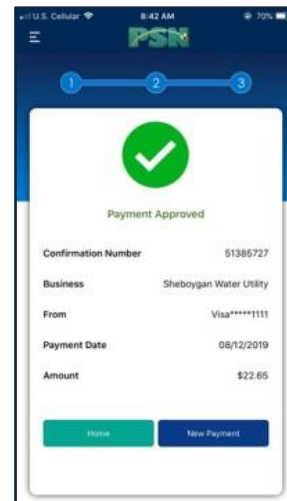 U.S. Cellular 8:42 AM 70%
PSN
1 2 3
Payment Approved
Confirmation Number 51385727
Business Sheboygan Water Utility
From Visa*****1111
Payment Date 08/12/2019
Amount $22.65
Home New Payment